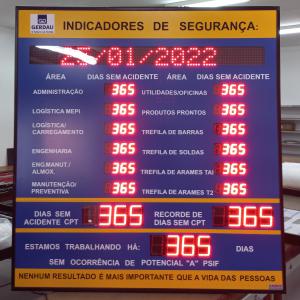 GERDAU
INDICADORES DE SEGURANÇA:
25/01/2022
ÁREA DIAS SEM ACIDENTE ÁREA DIAS SEM ACIDENTE
ADMINISTRAÇÃO 365 UTILIDADES/OFICINAS 365
LOGÍSTICA MEPI 365 PRODUTOS PRONTOS 365
LOGÍSTICA/
CARREGAMENTO 365 TREFILA DE BARRAS 365
ENGENHARIA 365 TREFILA DE SOLDAS 365
ENG.MANUT./
ALMOX. 365 TREFILA DE ARAMES TAI 365
MANUTENÇÃO/
PREVENTIVA 365 TREFILA DE ARAMES T2 365
DIAS SEM
ACIDENTE CPT 365
RECORDE DE
DIAS SEM CPT 365
ESTAMOS TRABALHANDO HÁ: 365 DIAS
SEM OCORRÊNCIA DE POTENCIAL "A" PSIF
NENHUM RESULTADO É MAIS IMPORTANTE QUE A VIDA DAS PESSOAS